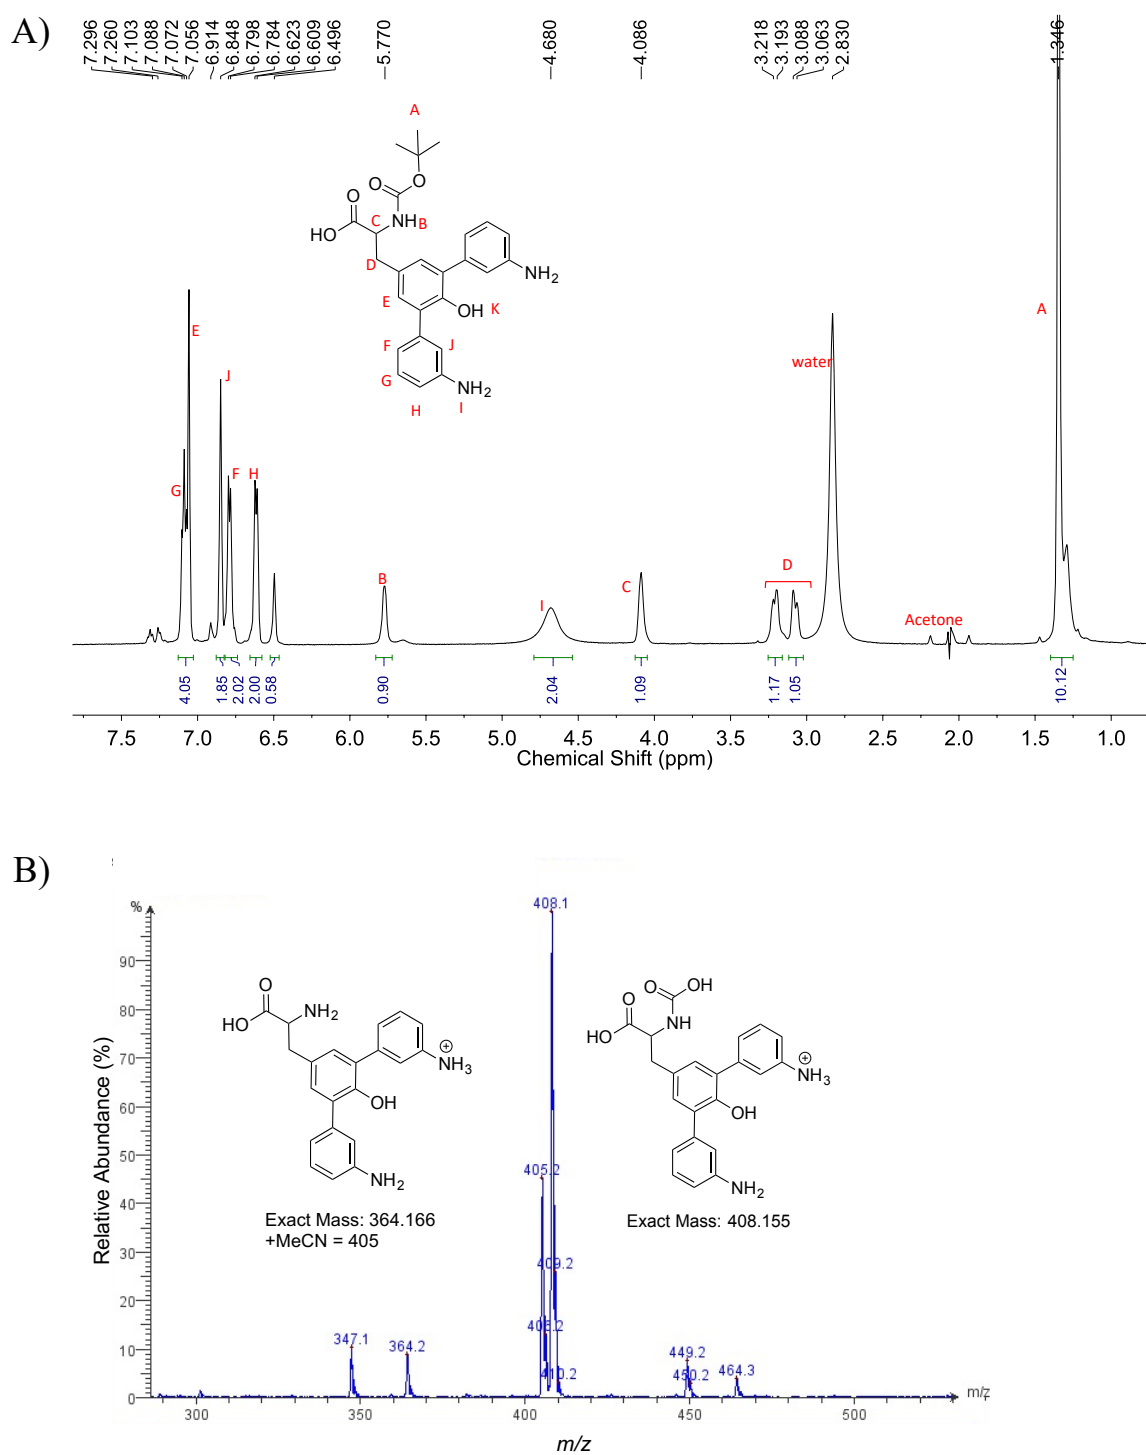 A)
7.296
7.260
7.103
7.088
7.072
7.056
6.914
6.848
6.798
6.784
6.623
6.609
6.496
5.770
4.680
4.086
3.218
3.193
3.088
3.063
2.830
1.346
A
O
O
O
NH
B
C
HO
D
NH2
E
OH
K
F
J
G
NH2
H
I
E
J
G
F
H
B
I
C
D
water
Acetone
A
4.05
1.85
2.02
2.00
0.58
0.90
2.04
1.09
1.17
1.05
10.12
7.5 7.0 6.5 6.0 5.5 5.0 4.5 4.0 3.5 3.0 2.5 2.0 1.5 1.0
Chemical Shift (ppm)
B)
%
90
80
70
60
50
40
30
20
10
0
Relative Abundance (%)
408.1
405.2
409.2
406.2
410.2
347.1
364.2
449.2
450.2
464.3
O
NH2
HO
+
NH3
OH
NH2
Exact Mass: 364.166
+MeCN = 405
O
OH
O
HO
NH
+
NH3
OH
NH2
Exact Mass: 408.155
300 350 400 450 500
m/z
m/z